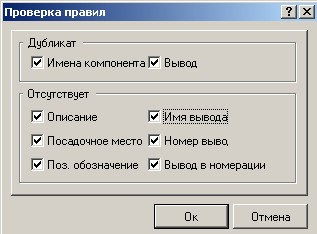 Проверка правил
Дубликат
Имена компонента Вывод
Отсутствует
Описание Имя вывода
Посадочное место Номер выво
Поз. обозначение Вывод в номерации
Ок Отмена